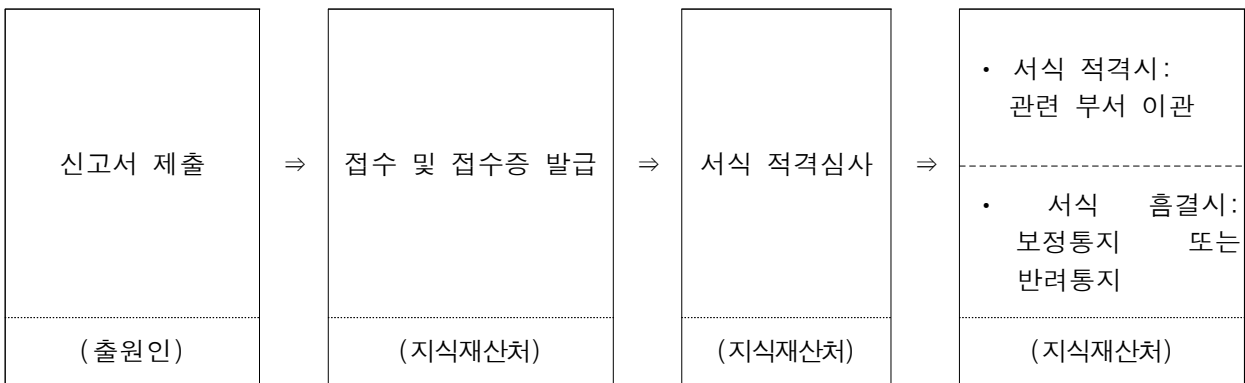 신고서 제출
⇒
접수 및 접수증 발급
⇒
서식 적격심사
⇒
• 서식 적격시:
관련 부서 이관
• 서식 흠결시:
보정통지 또는
반려통지
(출원인)
(지식재산처)
(지식재산처)
(지식재산처)